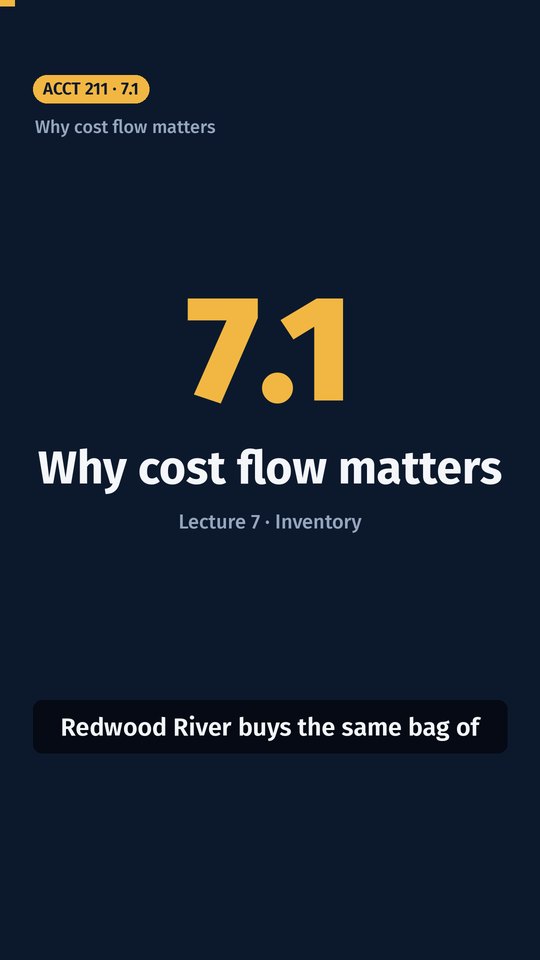 ACCT 211 · 7.1
Why cost flow matters
7.1
Why cost flow matters
Lecture 7 · Inventory
Redwood River buys the same bag of